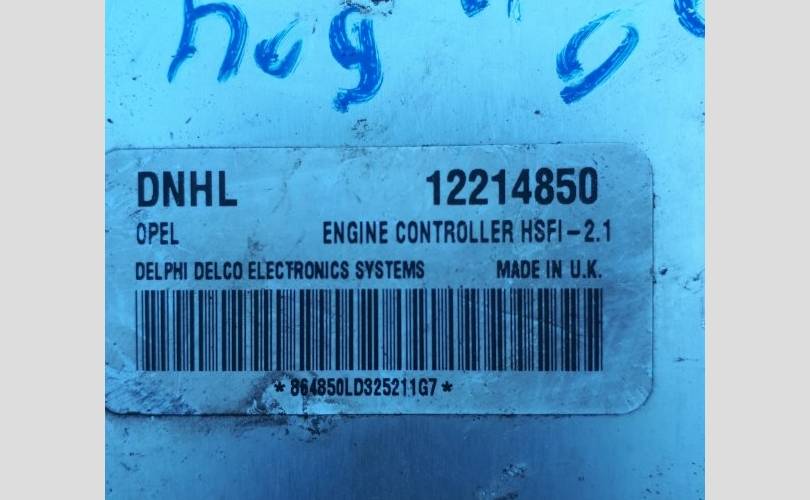 DNHL 12214850
OPEL ENGINE CONTROLLER HSFI-2.1
DELPHI DELCO ELECTRONICS SYSTEMS MADE IN U.K.
*864850LD325211G7*